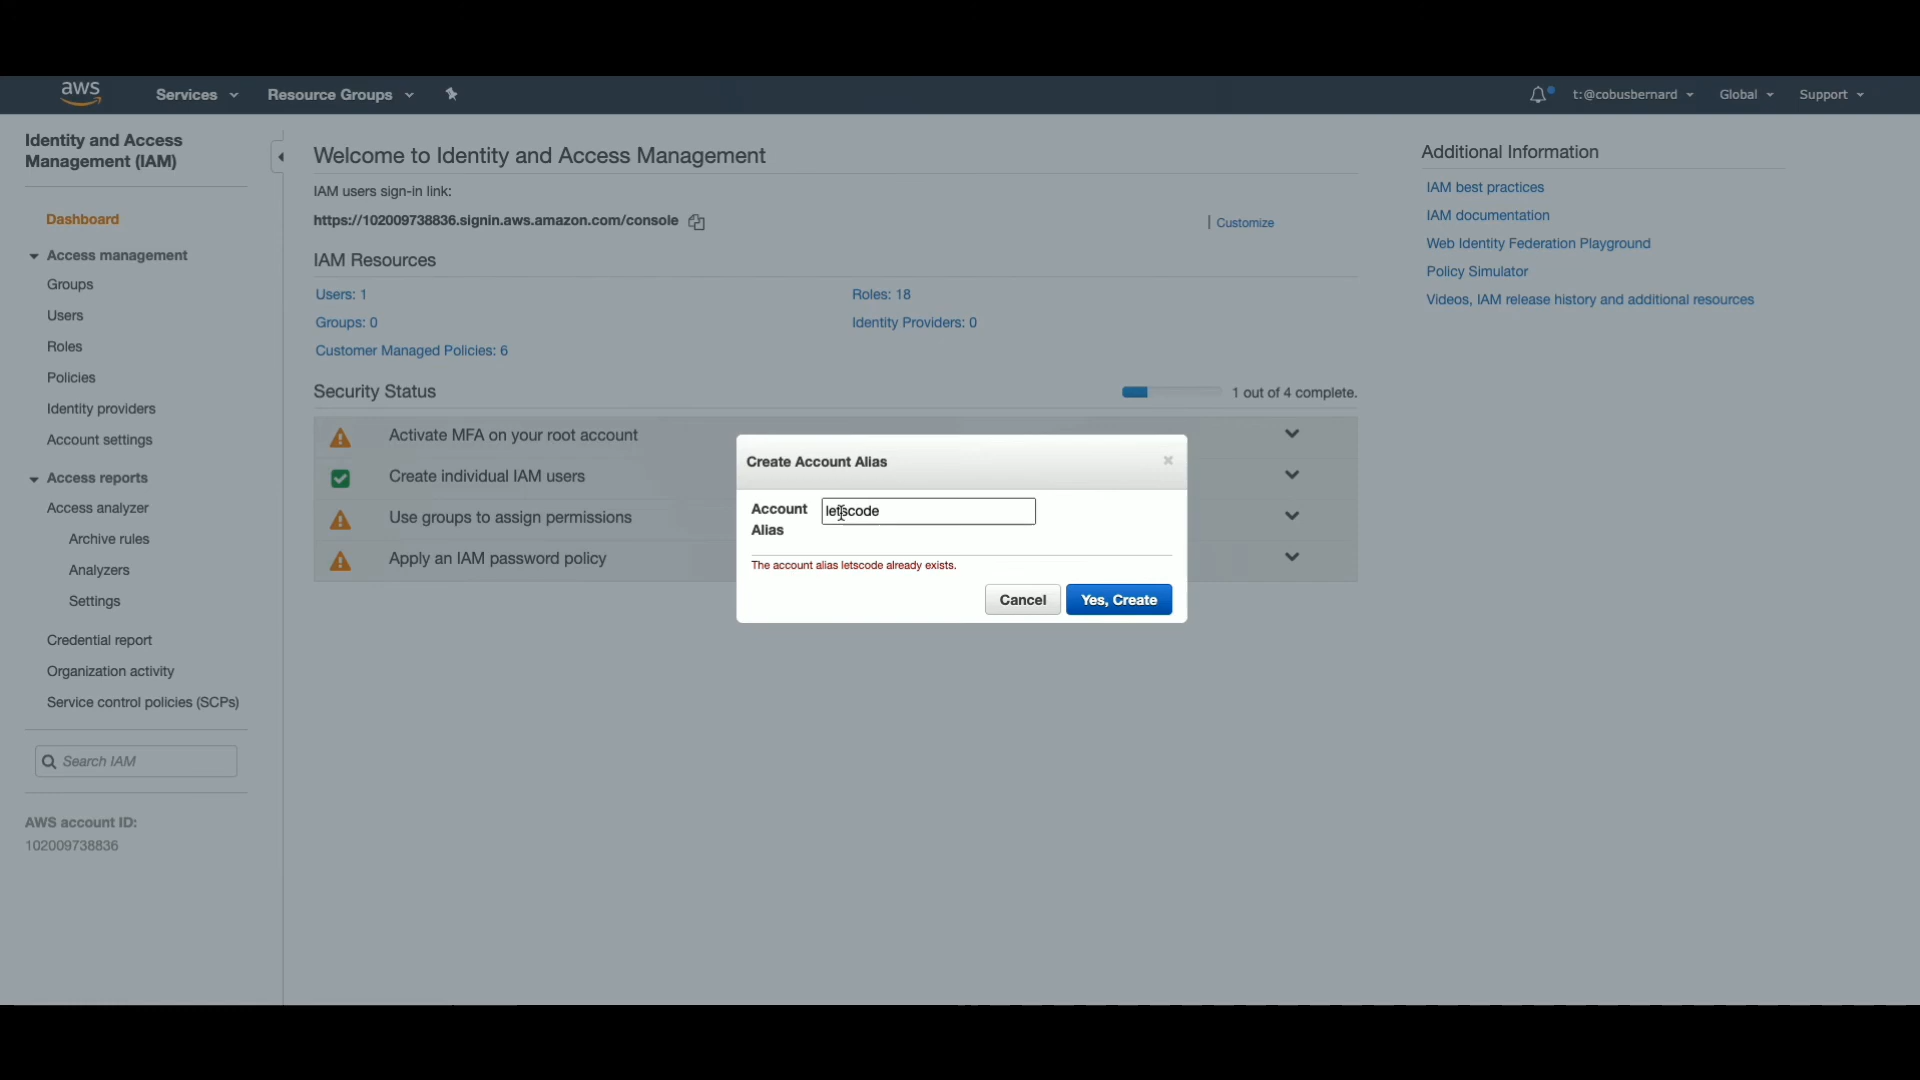 aws
Services
Resource Groups
t:@cobusbernard
Global
Support
Identity and Access
Management (IAM)
Dashboard
Access management
Groups
Users
Roles
Policies
Identity providers
Account settings
Access reports
Access analyzer
Archive rules
Analyzers
Settings
Credential report
Organization activity
Service control policies (SCPs)
Search IAM
AWS account ID:
102009738836
Welcome to Identity and Access Management
IAM users sign-in link:
https://102009738836.signin.aws.amazon.com/console
| Customize
IAM Resources
Users: 1
Roles: 18
Groups: 0
Identity Providers: 0
Customer Managed Policies: 6
Security Status
1 out of 4 complete.
Activate MFA on your root account
Create individual IAM users
Use groups to assign permissions
Apply an IAM password policy
Create Account Alias
Account
Alias
letscode
The account alias letscode already exists.
Cancel
Yes, Create
Additional Information
IAM best practices
IAM documentation
Web Identity Federation Playground
Policy Simulator
Videos, IAM release history and additional resources